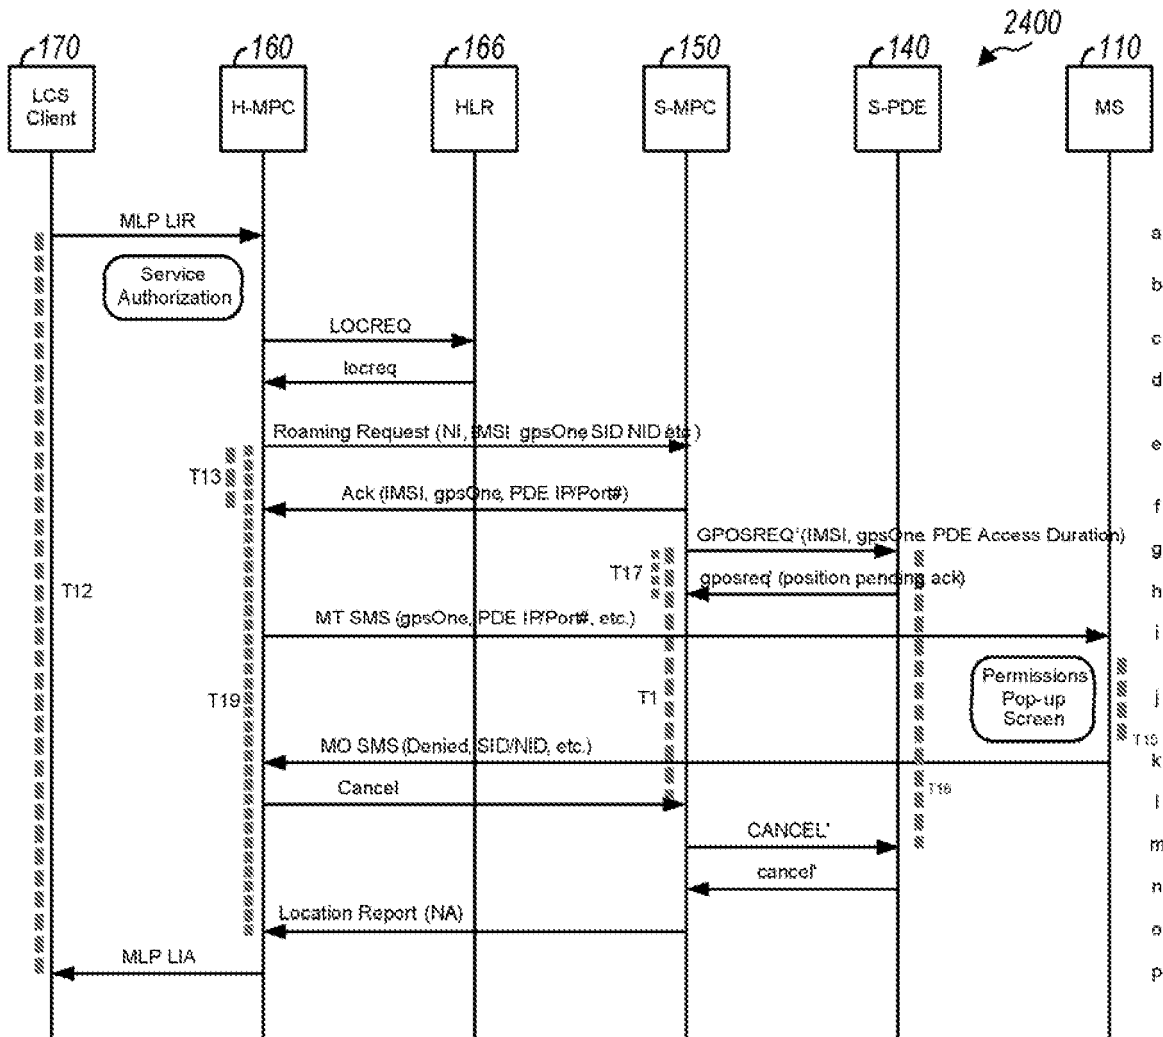 2400
170
160
166
150
140
110
LCS
Client
H-MPC
HLR
S-MPC
S-PDE
MS
MLP LIR
a
Service
Authorization
b
LOCREQ
c
locreq
d
Roaming Request (NI, IMSI, gpsOne, SID/NID etc.)
e
T13
Ack (IMSI, gpsOne, PDE IP/Port#)
f
GPOSREQ' (IMSI, gpsOne, PDE Access Duration)
g
T17
gposreq' (position pending ack)
h
T12
MT SMS (gpsOne, PDE IP/Port#, etc.)
i
Permissions
Pop-up
Screen
T19
T1
j
T15
MO SMS (Denied, SID/NID, etc.)
k
Cancel
T16
l
CANCEL'
m
cancel'
n
Location Report (NA)
o
MLP LIA
p